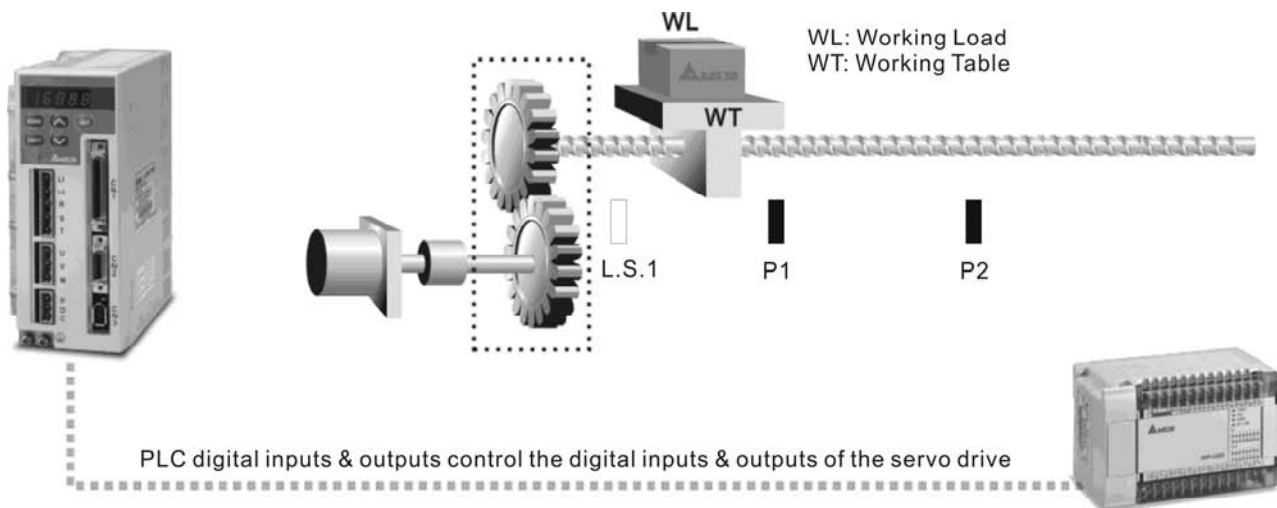 WL
WL: Working Load
WT: Working Table
WT
L.S.1
P1
P2
PLC digital inputs & outputs control the digital inputs & outputs of the servo drive